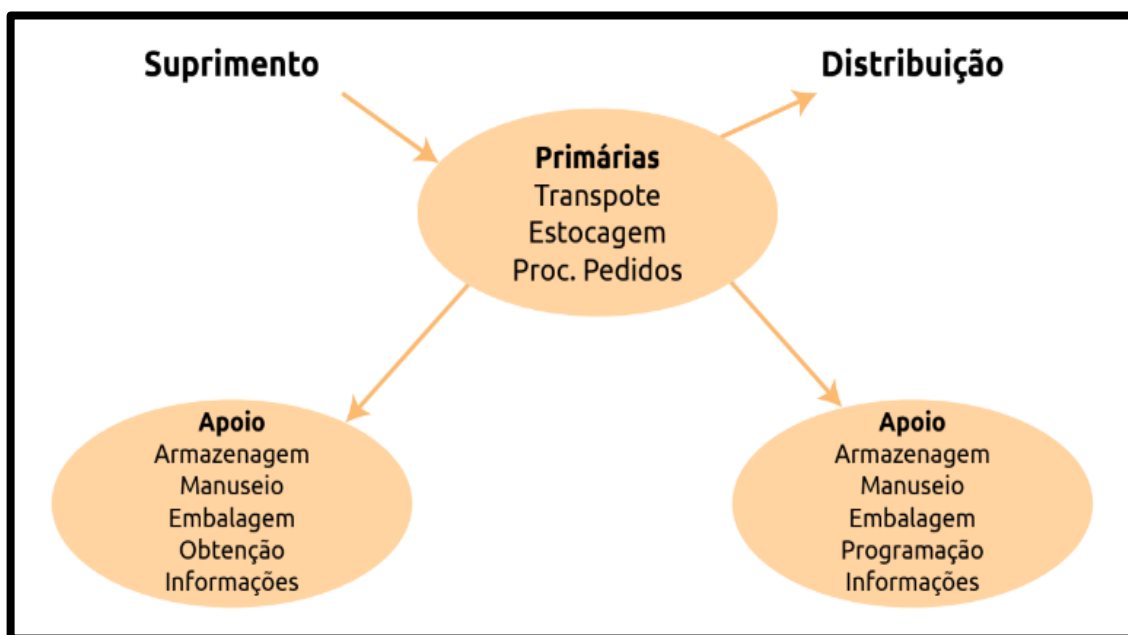 Suprimento
Distribuição
Primárias
Transpote
Estocagem
Proc. Pedidos
Apoio
Armazenagem
Manuseio
Embalagem
Obtenção
Informações
Apoio
Armazenagem
Manuseio
Embalagem
Programação
Informações